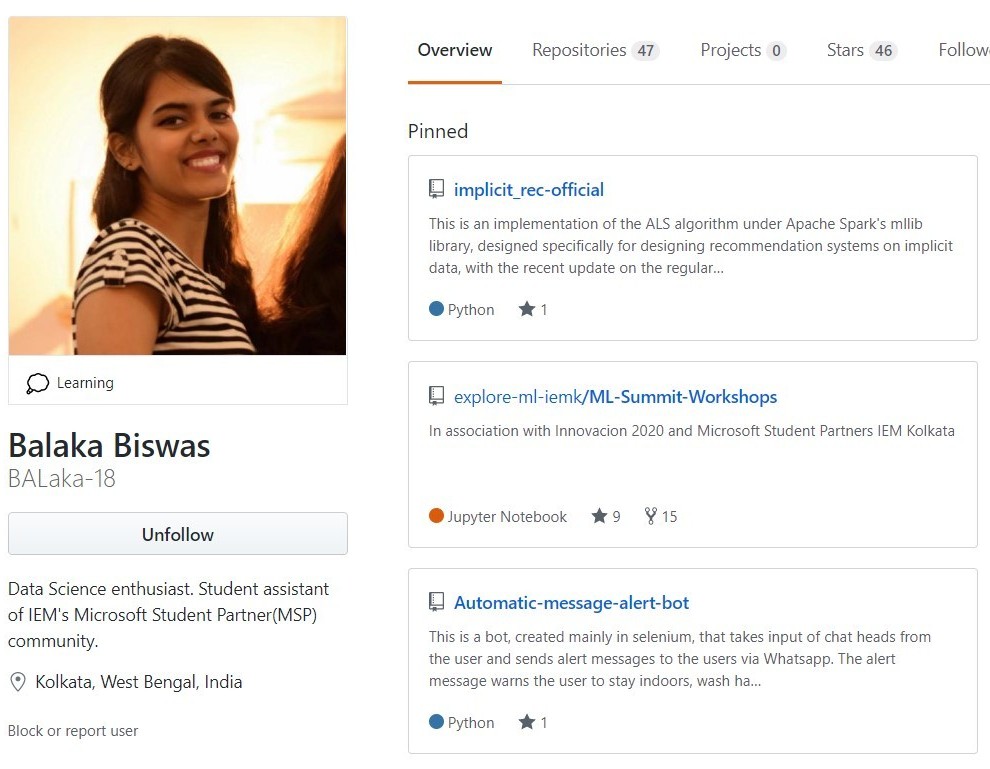 Overview Repositories 47 Projects 0 Stars 46
Pinned
implicit_rec-official
This is an implementation of the ALS algorithm under Apache Spark's mllib
library, designed specifically for designing recommendation systems on implicit
data, with the recent update on the regular...
Python 1
explore-ml-iemk/ML-Summit-Workshops
In association with Innovacion 2020 and Microsoft Student Partners IEM Kolkata
Jupyter Notebook 9 15
Automatic-message-alert-bot
This is a bot, created mainly in selenium, that takes input of chat heads from
the user and sends alert messages to the users via Whatsapp. The alert
message warns the user to stay indoors, wash ha...
Python 1
Learning
Balaka Biswas
BALaka-18
Unfollow
Data Science enthusiast. Student assistant
of IEM's Microsoft Student Partner(MSP)
community.
Kolkata, West Bengal, India
Block or report user